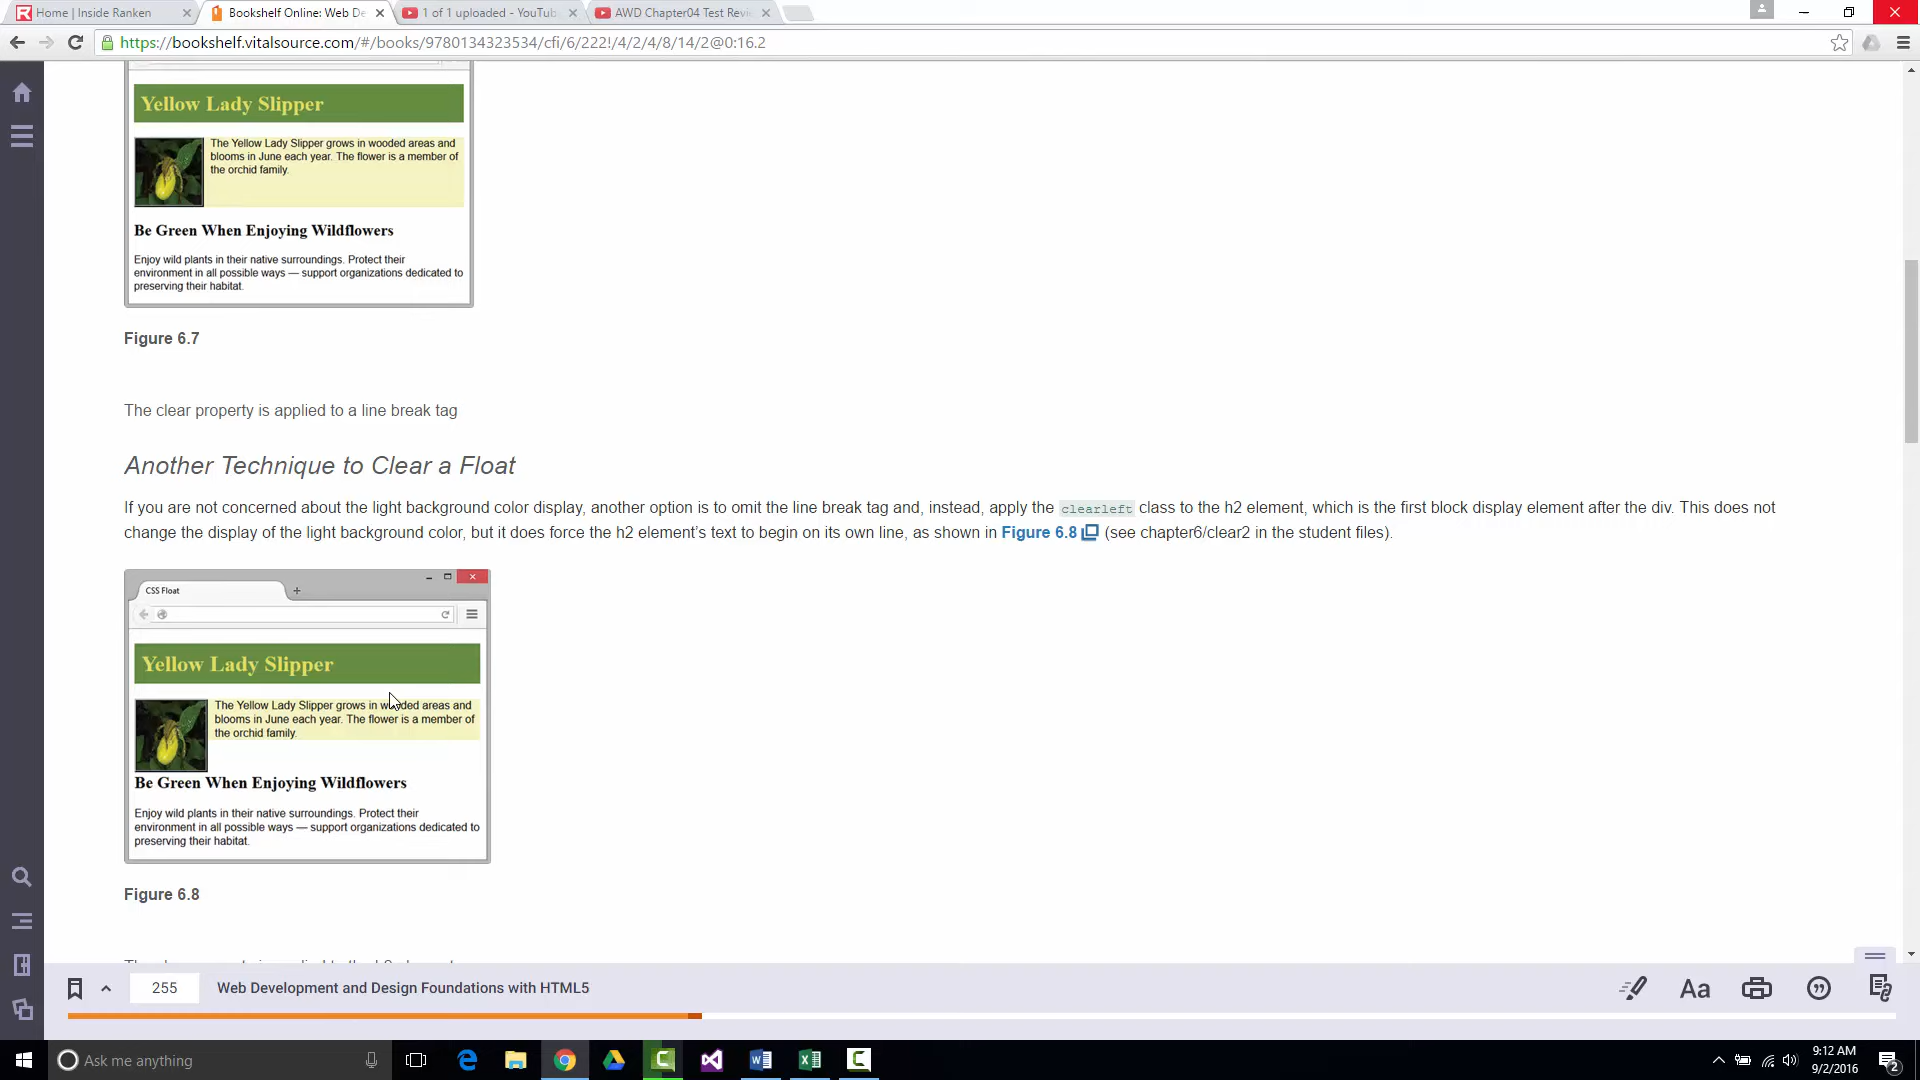 Home | Inside Ranken
Bookshelf Online: Web De
1 of 1 uploaded - YouTub
AWD Chapter04 Test Revi
https://bookshelf.vitalsource.com/#/books/9780134323534/cfi/6/222!/4/2/4/8/14/2@0:16.2
Yellow Lady Slipper
The Yellow Lady Slipper grows in wooded areas and
blooms in June each year. The flower is a member of
the orchid family.
Be Green When Enjoying Wildflowers
Enjoy wild plants in their native surroundings. Protect their
environment in all possible ways — support organizations dedicated to
preserving their habitat.
Figure 6.7
The clear property is applied to a line break tag
Another Technique to Clear a Float
If you are not concerned about the light background color display, another option is to omit the line break tag and, instead, apply the clearleft class to the h2 element, which is the first block display element after the div. This does not
change the display of the light background color, but it does force the h2 element’s text to begin on its own line, as shown in Figure 6.8 (see chapter6/clear2 in the student files).
CSS Float
Yellow Lady Slipper
The Yellow Lady Slipper grows in wooded areas and
blooms in June each year. The flower is a member of
the orchid family.
Be Green When Enjoying Wildflowers
Enjoy wild plants in their native surroundings. Protect their
environment in all possible ways — support organizations dedicated to
preserving their habitat.
Figure 6.8
255
Web Development and Design Foundations with HTML5
Aa
Ask me anything
9:12 AM
9/2/2016
2